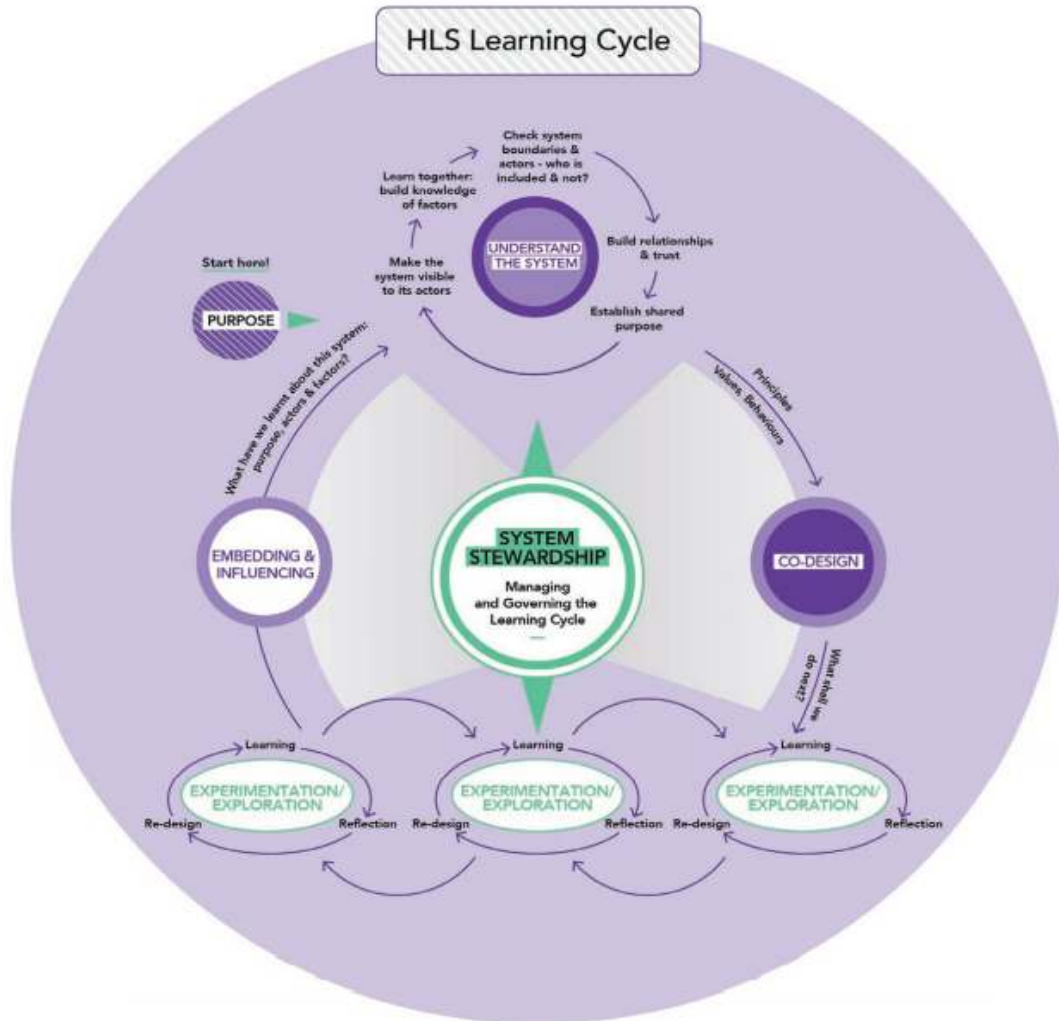 HLS Learning Cycle
Check system
boundaries &
actors - who is
included & not?
Learn together:
build knowledge
of factors
UNDERSTAND
THE SYSTEM
Build relationships
& trust
Start here!
Make the
system visible
to its actors
PURPOSE
Establish shared
purpose
What have we learnt about this system:
purpose, actors & factors?
Principles
Values, Behaviours
EMBEDDING &
INFLUENCING
SYSTEM
STEWARDSHIP
Managing
and Governing the
Learning Cycle
CO-DESIGN
What shall we
do next?
Learning
EXPERIMENTATION/
EXPLORATION
Re-design
Reflection
Learning
EXPERIMENTATION/
EXPLORATION
Re-design
Reflection
Learning
EXPERIMENTATION/
EXPLORATION
Re-design
Reflection